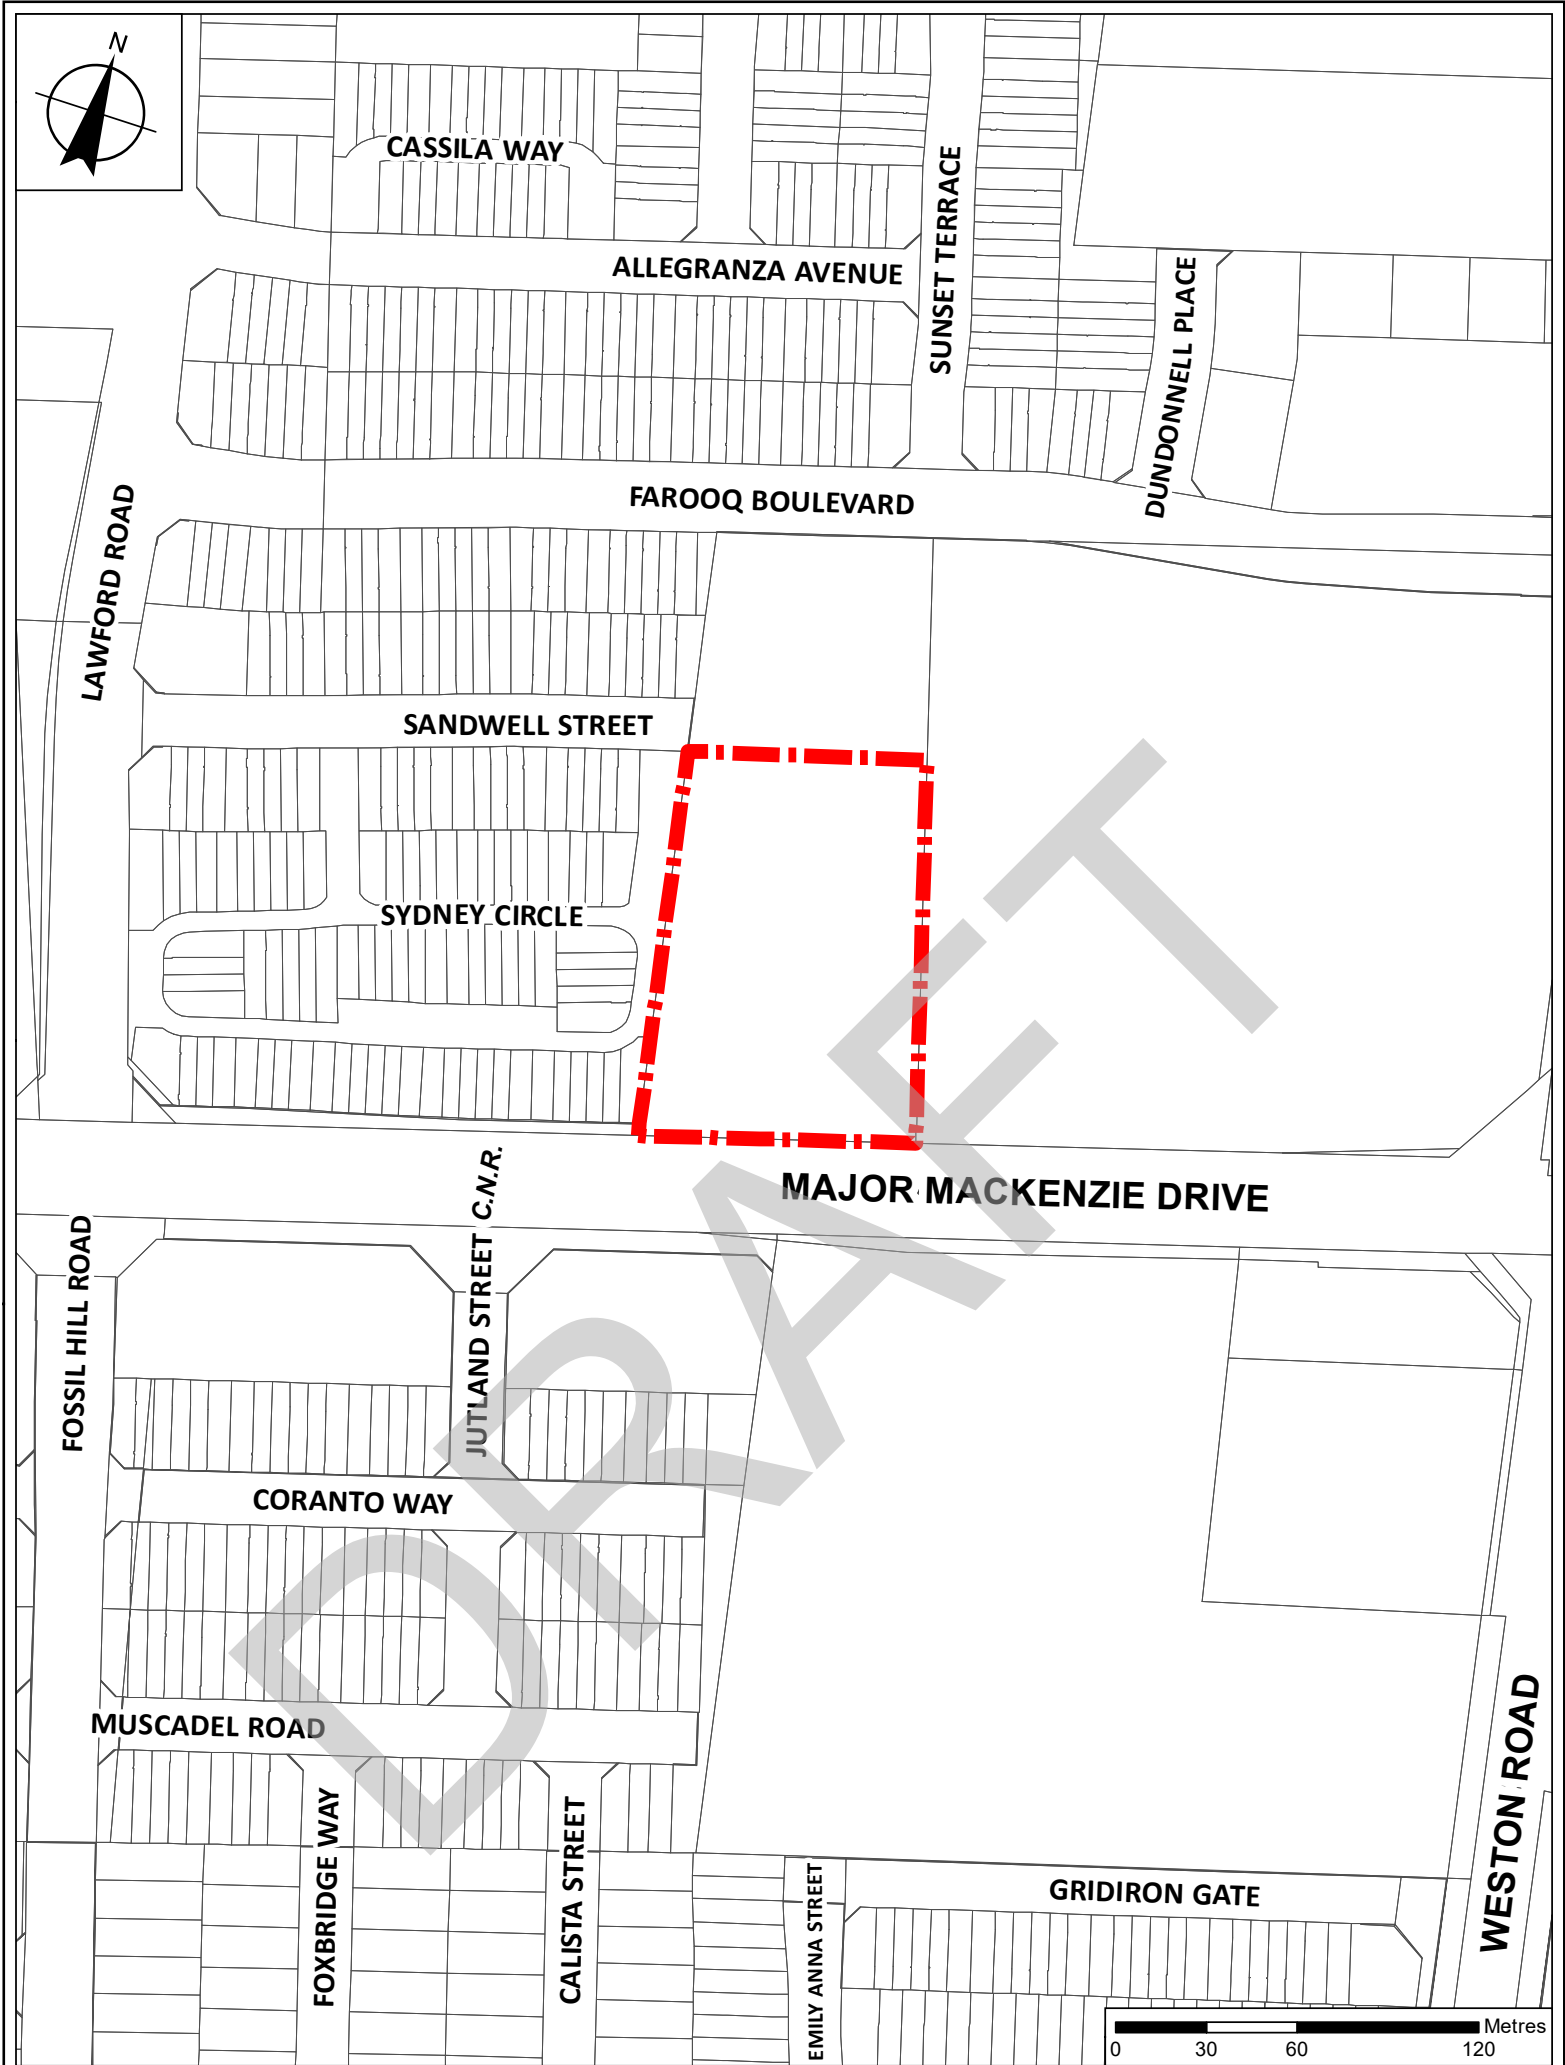 N
CASSILA WAY
ALLEGRANZA AVENUE
SUNSET TERRACE
DUNDONNELL PLACE
FAROOQ BOULEVARD
LAWFORD ROAD
SANDWELL STREET
SYDNEY CIRCLE
C.N.R.
MAJOR MACKENZIE DRIVE
FOSSIL HILL ROAD
JUTLAND STREET
DRAFT
CORANTO WAY
MUSCADEL ROAD
WESTON ROAD
FOXBRIDGE WAY
CALISTA STREET
EMILY ANNA STREET
GRIDIRON GATE
Metres
0 30 60 120